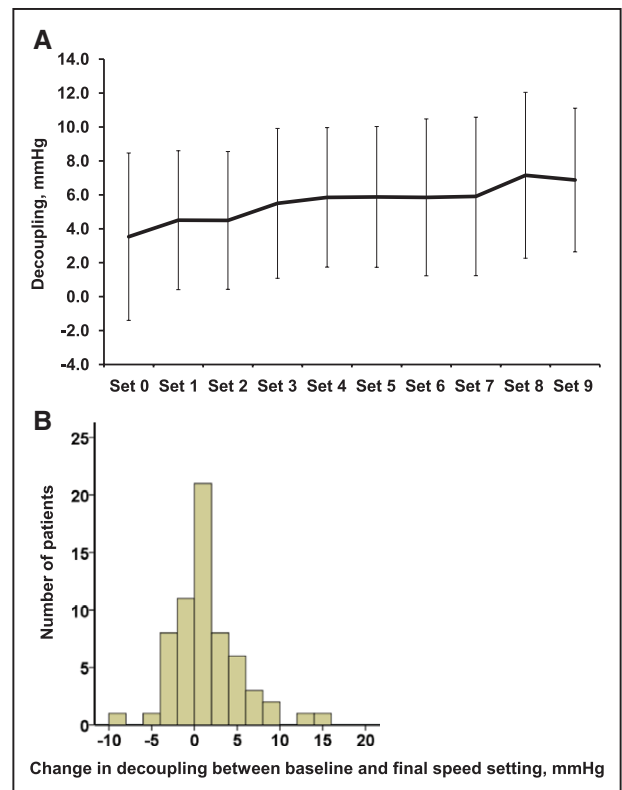 A
14.0
12.0
10.0
8.0
6.0
4.0
2.0
0.0
-2.0
-4.0
Decoupling, mmHg
Set 0 Set 1 Set 2 Set 3 Set 4 Set 5 Set 6 Set 7 Set 8 Set 9
B
25
20
15
10
5
0
Number of patients
-10 -5 0 5 10 15 20
Change in decoupling between baseline and final speed setting, mmHg